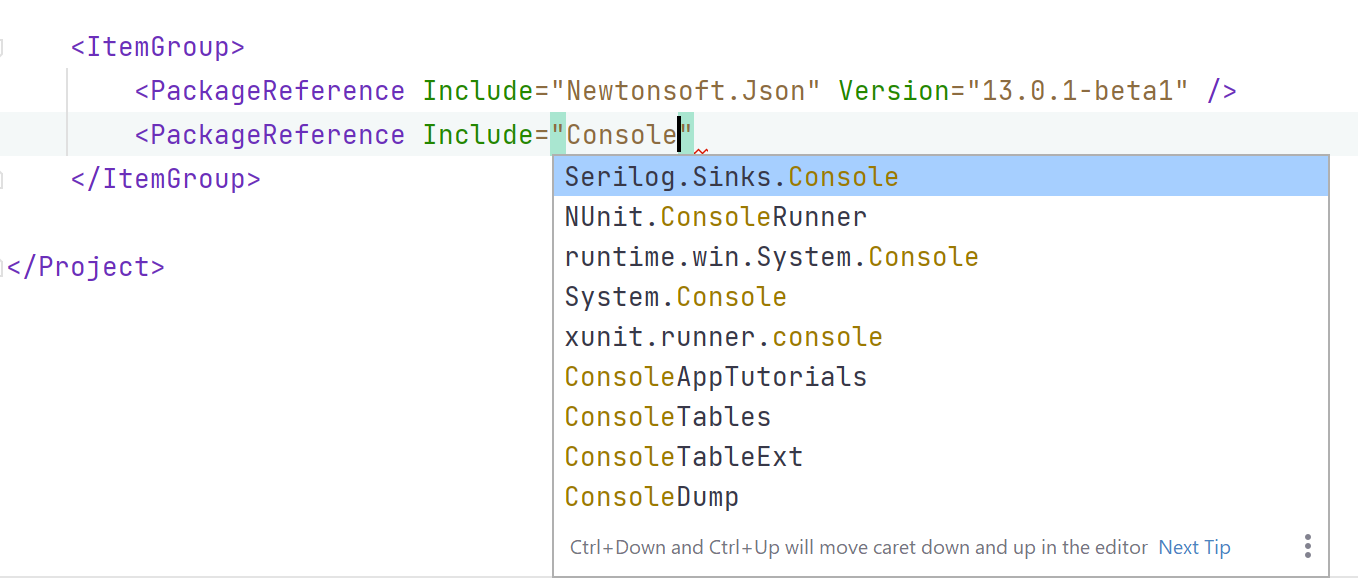 <ItemGroup>
<PackageReference Include="Newtonsoft.Json" Version="13.0.1-beta1" />
<PackageReference Include="Console"
</ItemGroup>
</Project>
Serilog.Sinks.Console
NUnit.ConsoleRunner
runtime.win.System.Console
System.Console
xunit.runner.console
ConsoleAppTutorials
ConsoleTables
ConsoleTableExt
ConsoleDump
Ctrl+Down and Ctrl+Up will move caret down and up in the editor Next Tip